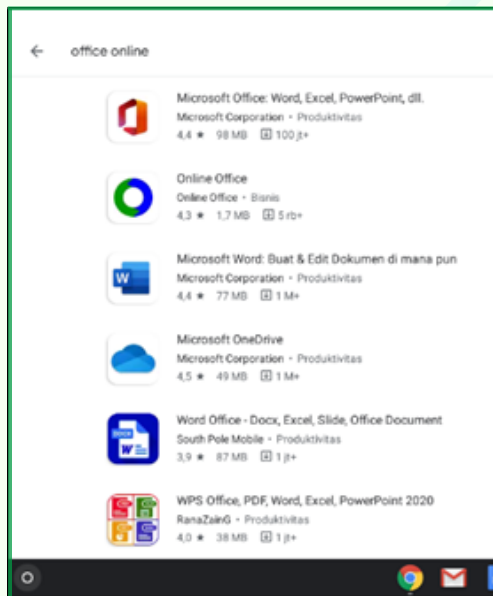 office online
Microsoft Office: Word, Excel, PowerPoint, dll.
Microsoft Corporation • Produktivitas
4,4 ★ 98 MB 100 jt+
Online Office
Online Office • Bisnis
4,3 ★ 1,7 MB 5 rb+
Microsoft Word: Buat & Edit Dokumen di mana pun
Microsoft Corporation • Produktivitas
4,4 ★ 77 MB 1 M+
Microsoft OneDrive
Microsoft Corporation • Produktivitas
4,5 ★ 49 MB 1 M+
DOCX
W
Word Office - Docx, Excel, Slide, Office Document
South Pole Mobile • Produktivitas
3,9 ★ 87 MB 1 jt+
WPS Office, PDF, Word, Excel, PowerPoint 2020
RanaZainG • Produktivitas
4,0 ★ 38 MB 1 jt+